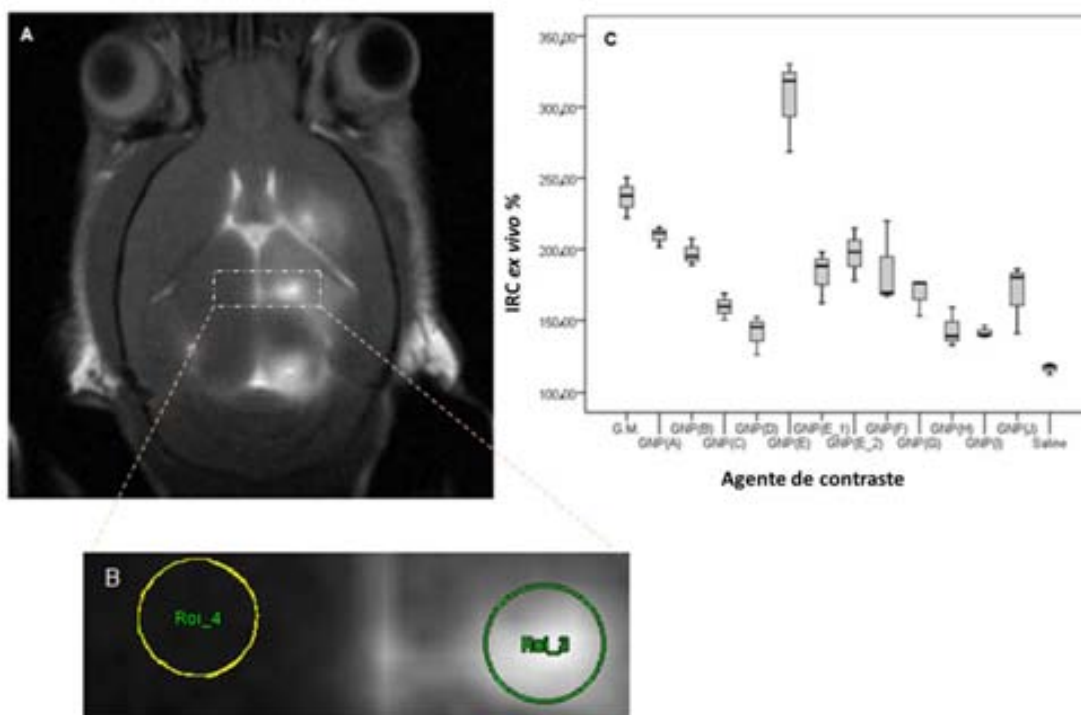 A
C
IRC ex vivo %
350,00
300,00
250,00
200,00
150,00
100,00
G.M.
GNP(A)
GNP(B)
GNP(C)
GNP(D)
GNP(E)
GNP(E_1)
GNP(E_2)
GNP(F)
GNP(G)
GNP(H)
GNP(I)
GNP(J)
Saline
Agente de contraste
B
Roi_4
Roi_3